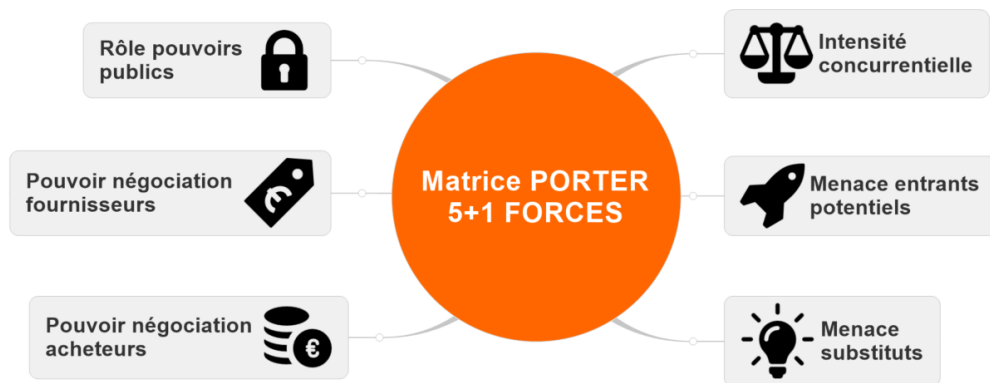 Rôle pouvoirs
publics
Pouvoir négociation
fournisseurs
Pouvoir négociation
acheteurs
Matrice PORTER
5+1 FORCES
Intensité
concurrentielle
Menace entrants
potentiels
Menace
substituts